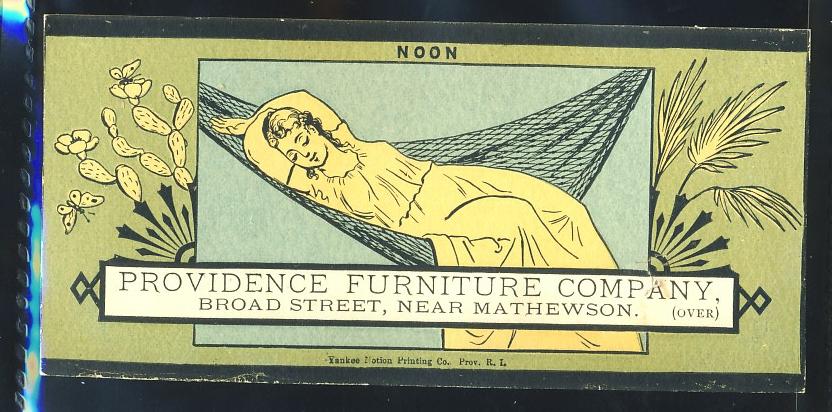 NOON
PROVIDENCE FURNITURE COMPANY,
BROAD STREET, NEAR MATHEWSON. (OVER)
Yankee Notion Printing Co. Prov. R. I.